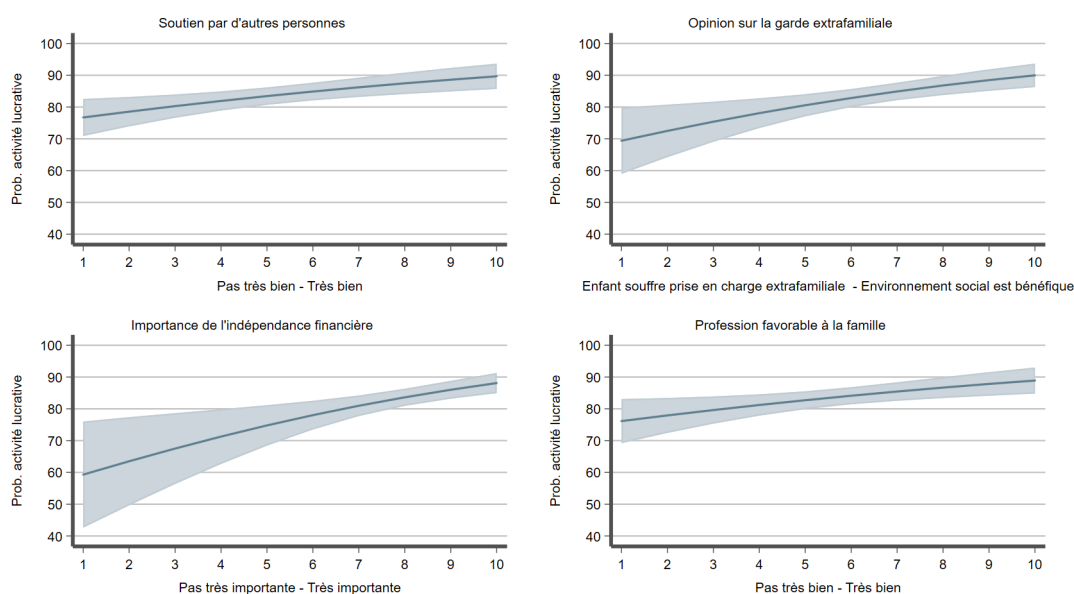 Soutien par d'autres personnes
Prob. activité lucrative
100
90
80
70
60
50
40
1 2 3 4 5 6 7 8 9 10
Pas très bien - Très bien
Opinion sur la garde extrafamiliale
Prob. activité lucrative
100
90
80
70
60
50
40
1 2 3 4 5 6 7 8 9 10
Enfant souffre prise en charge extrafamiliale - Environnement social est bénéfique
Importance de l'indépendance financière
Prob. activité lucrative
100
90
80
70
60
50
40
1 2 3 4 5 6 7 8 9 10
Pas très importante - Très importante
Profession favorable à la famille
Prob. activité lucrative
100
90
80
70
60
50
40
1 2 3 4 5 6 7 8 9 10
Pas très bien - Très bien